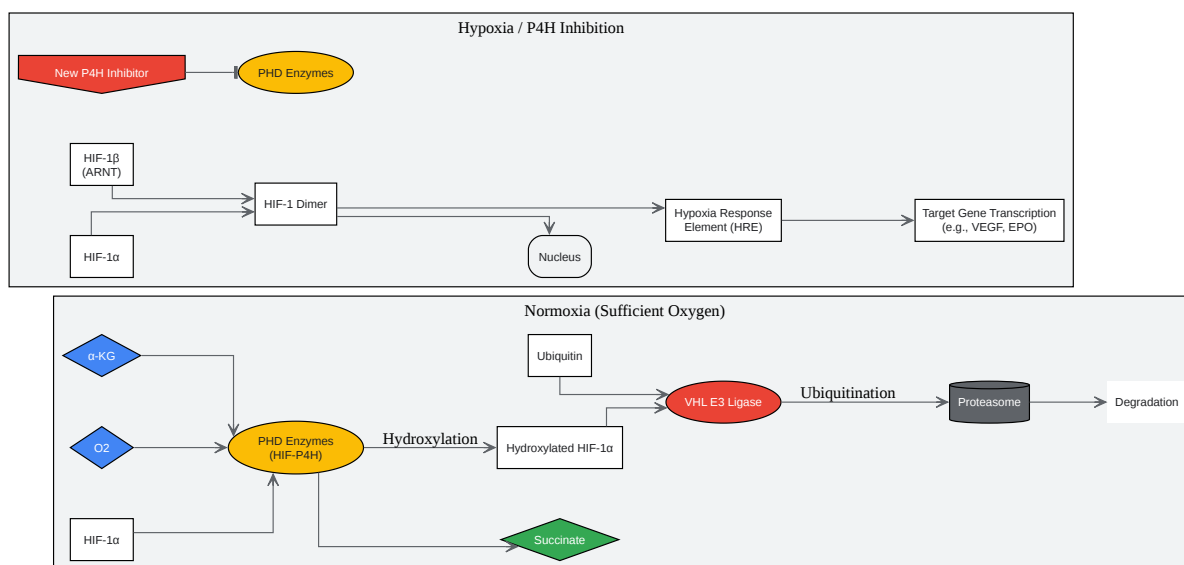 Hypoxia / P4H Inhibition
New P4H Inhibitor
PHD Enzymes
HIF-1β
(ARNT)
HIF-1 Dimer
Hypoxia Response
Element (HRE)
Target Gene Transcription
(e.g., VEGF, EPO)
HIF-1α
Nucleus
Normoxia (Sufficient Oxygen)
α-KG
Ubiquitin
VHL E3 Ligase
Ubiquitination
Proteasome
Degradation
O2
PHD Enzymes
(HIF-P4H)
Hydroxylation
Hydroxylated HIF-1α
HIF-1α
Succinate